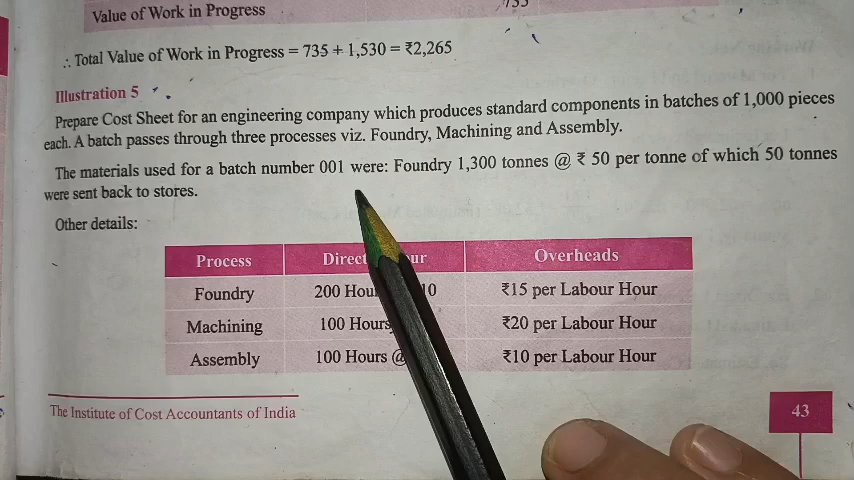 Value of Work in Progress
∴ Total Value of Work in Progress = 735 + 1,530 = ₹2,265
Illustration 5
Prepare Cost Sheet for an engineering company which produces standard components in batches of 1,000 pieces
each. A batch passes through three processes viz. Foundry, Machining and Assembly.
The materials used for a batch number 001 were: Foundry 1,300 tonnes @ ₹ 50 per tonne of which 50 tonnes
were sent back to stores.
Other details:
Process Overheads
Foundry 200 ₹15 per Labour Hour
Machining 100 Hours ₹20 per Labour Hour
Assembly 100 Hours @ ₹10 per Labour Hour
The Institute of Cost Accountants of India
43